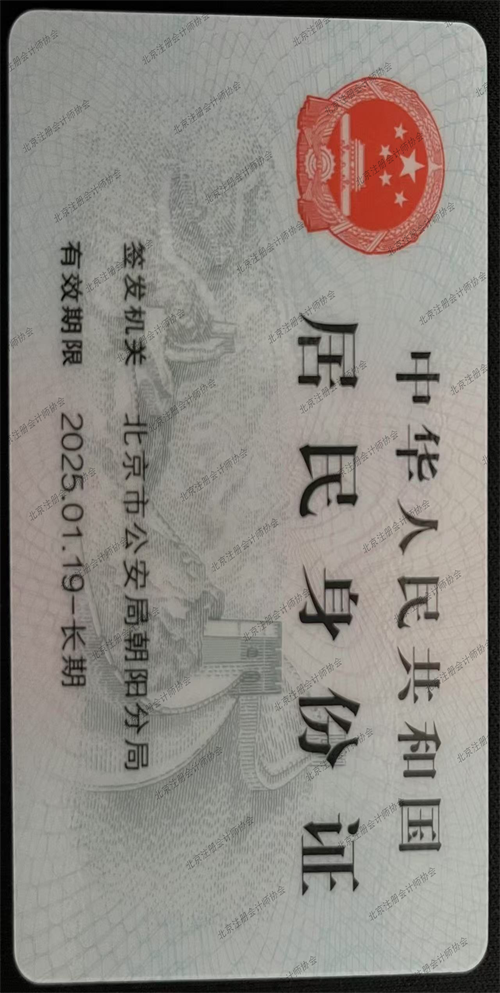 中华人民共和国
居民身份证
签发机关 北京市公安局朝阳分局
有效期限 2025.01.19-长期
北京注册会计师协会